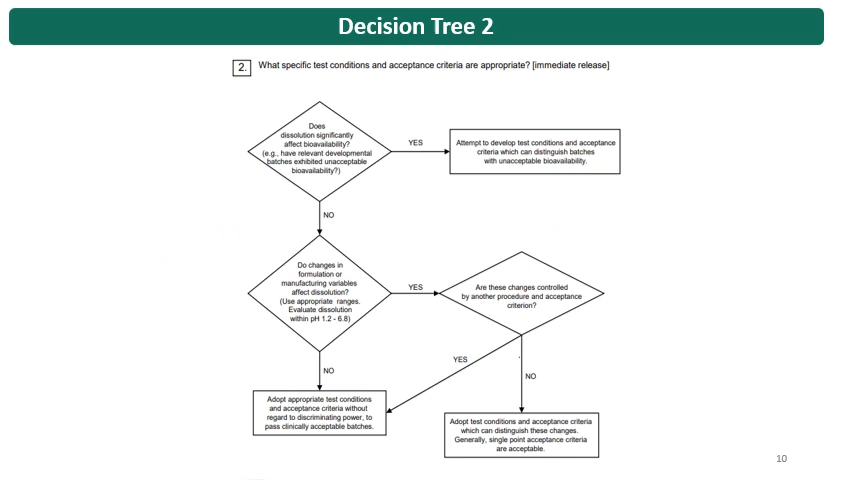 Decision Tree 2
2. What specific test conditions and acceptance criteria are appropriate? [immediate release]
Does
dissolution significantly
affect bioavailability?
(e.g., have relevant developmental
batches exhibited unacceptable
bioavailability?)
YES
Attempt to develop test conditions and acceptance
criteria which can distinguish batches
with unacceptable bioavailability.
NO
Do changes in
formulation or
manufacturing variables
affect dissolution?
(Use appropriate ranges.
Evaluate dissolution
within pH 1.2 - 6.8)
YES
Are these changes controlled
by another procedure and acceptance
criterion?
YES
NO
NO
Adopt appropriate test conditions
and acceptance criteria without
regard to discriminating power, to
pass clinically acceptable batches.
Adopt test conditions and acceptance criteria
which can distinguish these changes.
Generally, single point acceptance criteria
are acceptable.
10